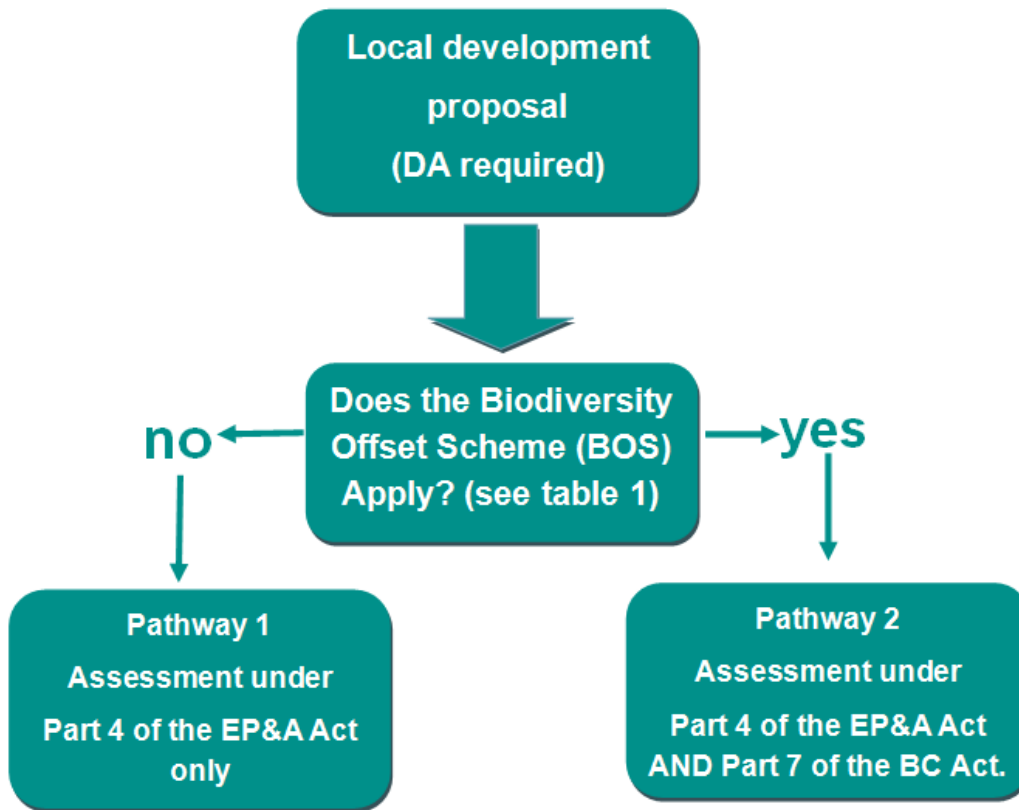 Local development
proposal
(DA required)
Does the Biodiversity
Offset Scheme (BOS)
Apply? (see table 1)
no
yes
Pathway 1
Assessment under
Part 4 of the EP&A Act
only
Pathway 2
Assessment under
Part 4 of the EP&A Act
AND Part 7 of the BC Act.